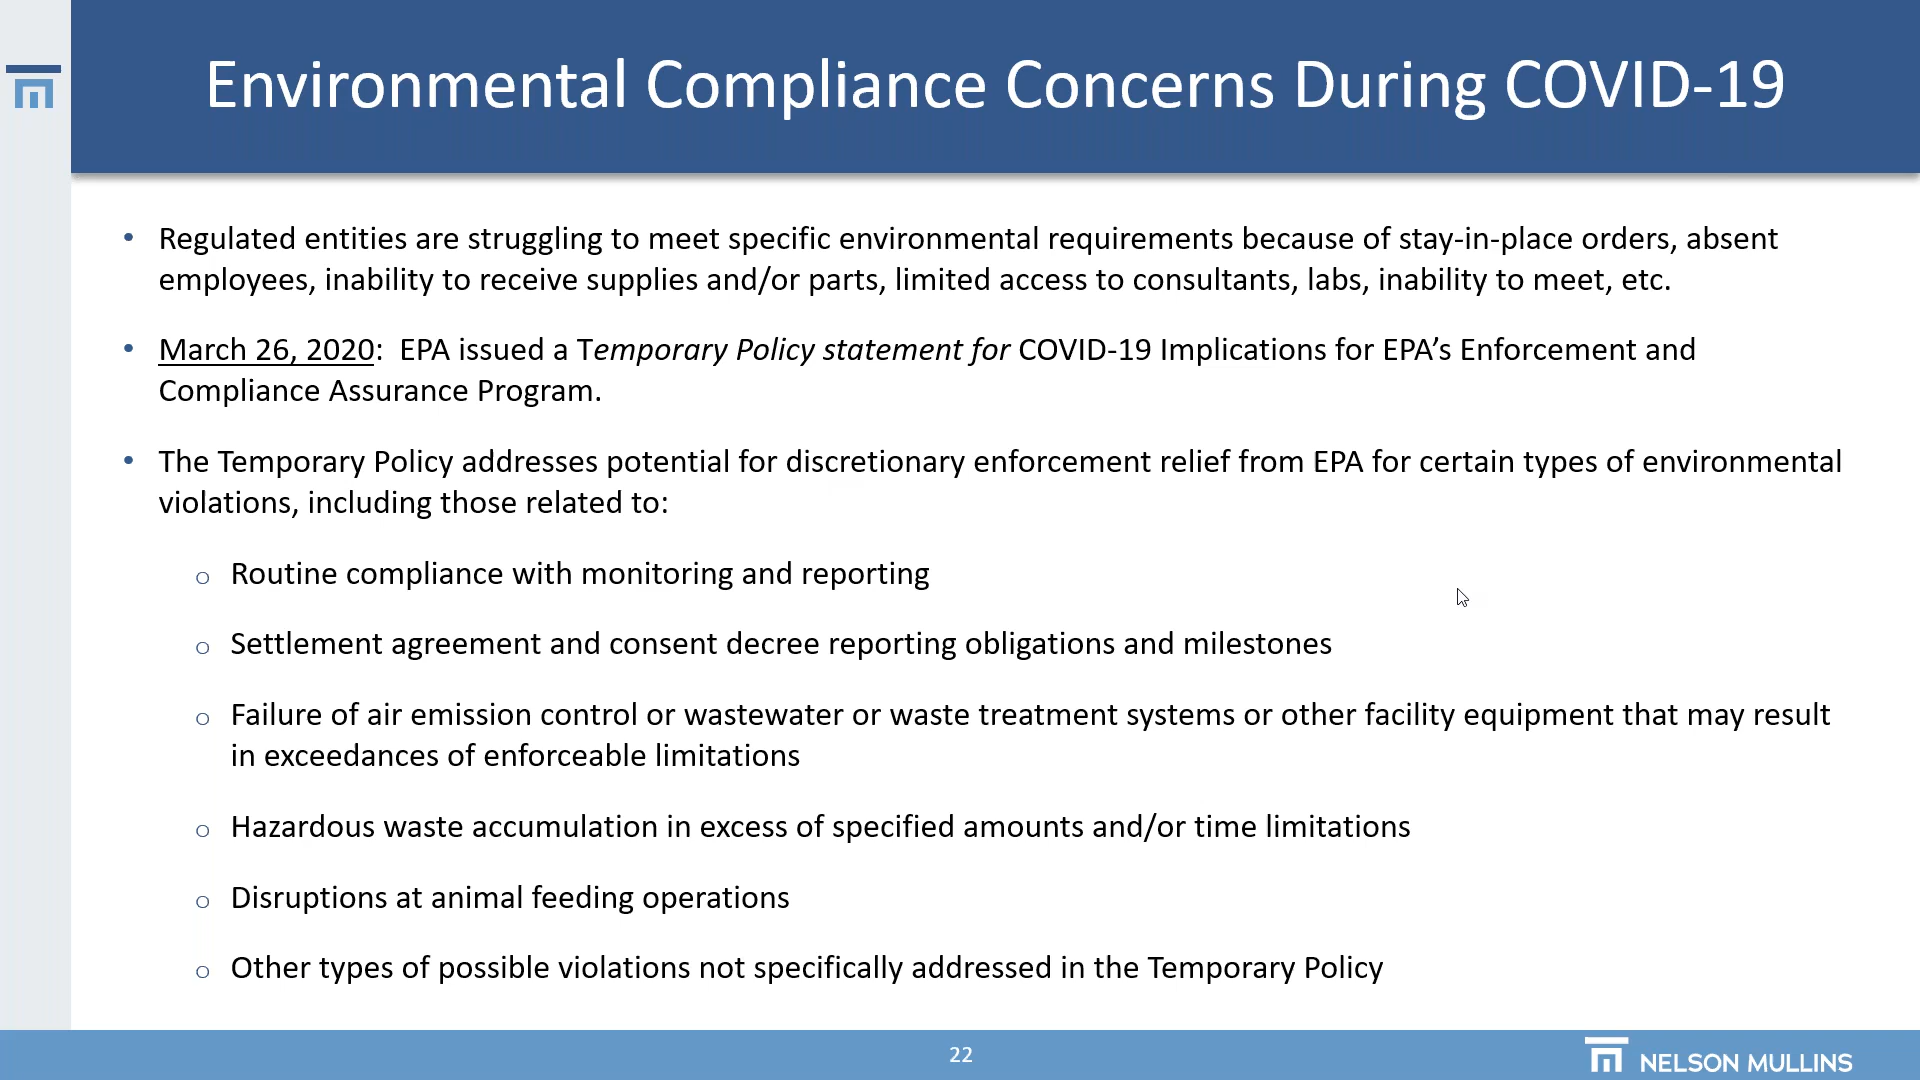 Environmental Compliance Concerns During COVID-19
• Regulated entities are struggling to meet specific environmental requirements because of stay-in-place orders, absent
employees, inability to receive supplies and/or parts, limited access to consultants, labs, inability to meet, etc.
• March 26, 2020:  EPA issued a Temporary Policy statement for COVID-19 Implications for EPA’s Enforcement and
Compliance Assurance Program.
• The Temporary Policy addresses potential for discretionary enforcement relief from EPA for certain types of environmental
violations, including those related to:
o Routine compliance with monitoring and reporting
o Settlement agreement and consent decree reporting obligations and milestones
o Failure of air emission control or wastewater or waste treatment systems or other facility equipment that may result
in exceedances of enforceable limitations
o Hazardous waste accumulation in excess of specified amounts and/or time limitations
o Disruptions at animal feeding operations
o Other types of possible violations not specifically addressed in the Temporary Policy
22
NELSON MULLINS